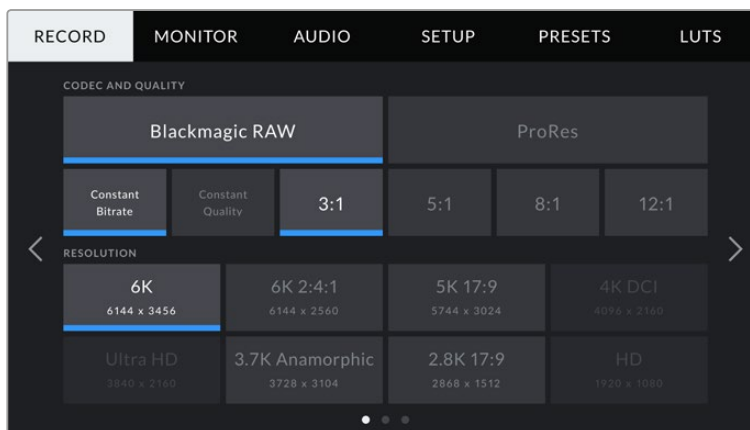 RECORD MONITOR AUDIO SETUP PRESETS LUTS
CODEC AND QUALITY
Blackmagic RAW ProRes
Constant Bitrate Constant Quality 3:1 5:1 8:1 12:1
RESOLUTION
6K 6K 2:4:1 5K 17:9 4K DCI
6144 x 3456 6144 x 2560 5744 x 3024 4096 x 2160
Ultra HD 3.7K Anamorphic 2.8K 17:9 HD
3840 x 2160 3728 x 3104 2868 x 1512 1920 x 1080